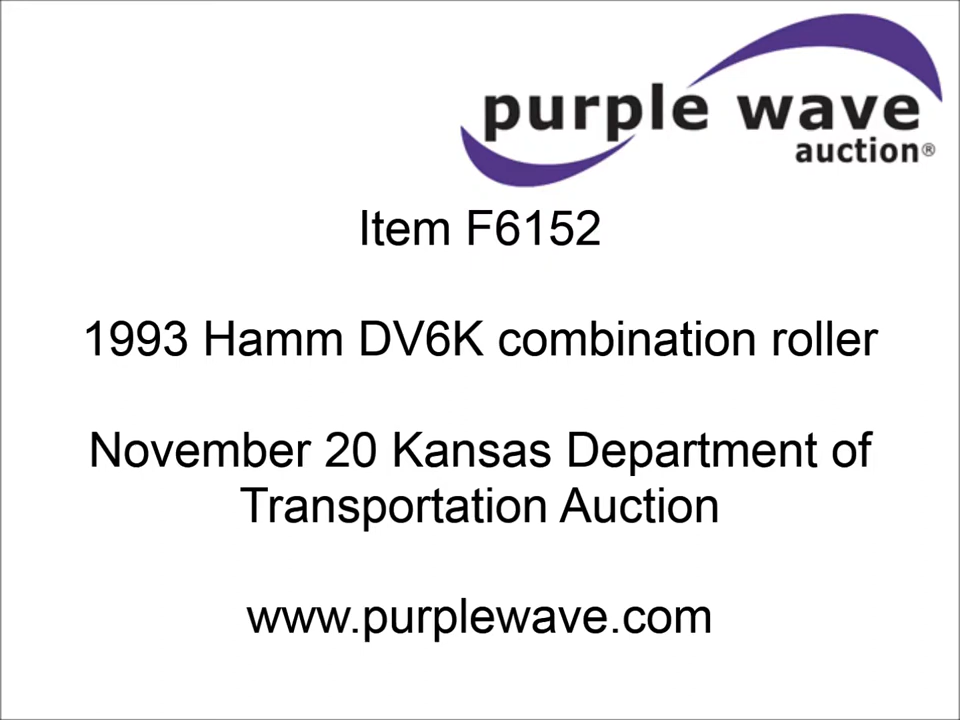 purple wave
auction®
Item F6152
1993 Hamm DV6K combination roller
November 20 Kansas Department of
Transportation Auction
www.purplewave.com